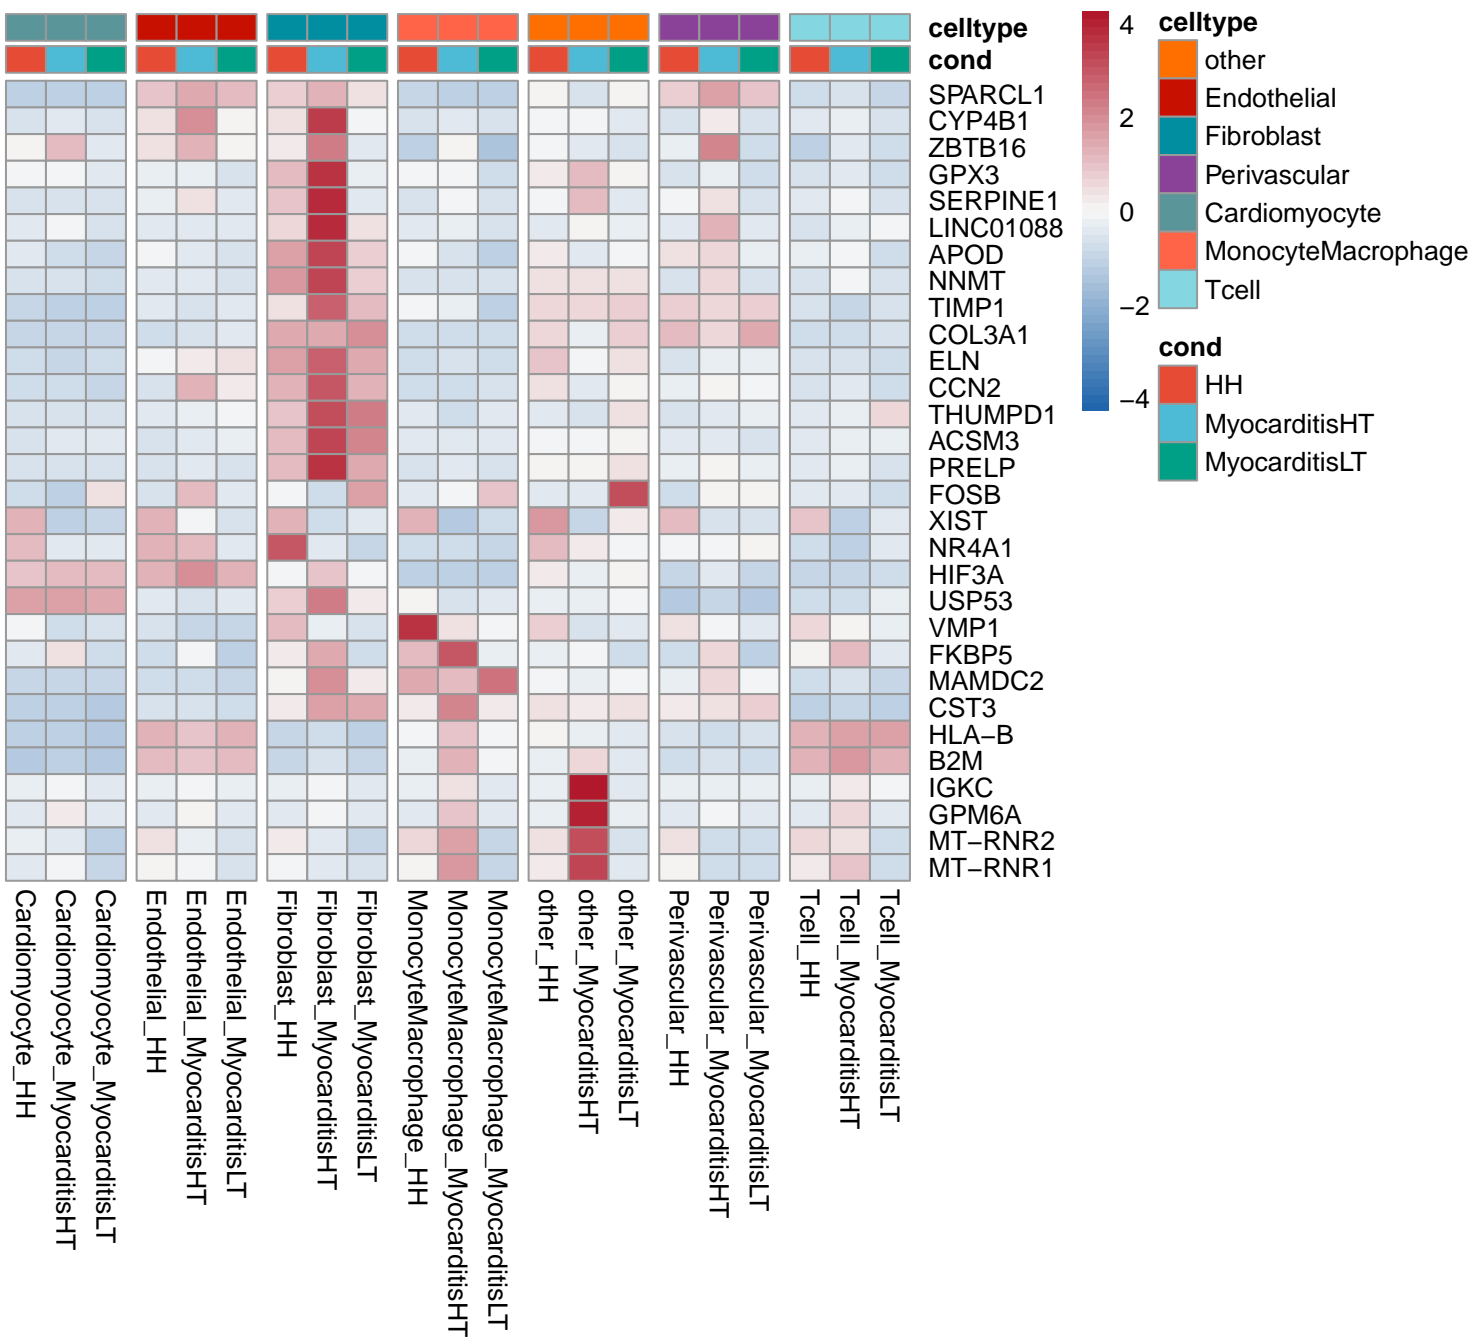 celltype
cond
SPARCL1
CYP4B1
ZBTB16
GPX3
SERPINE1
LINC01088
APOD
NNMT
TIMP1
COL3A1
ELN
CCN2
THUMPD1
ACSM3
PRELP
FOSB
XIST
NR4A1
HIF3A
USP53
VMP1
FKBP5
MAMDC2
CST3
HLA−B
B2M
IGKC
GPM6A
MT−RNR2
MT−RNR1
4
2
0
−2
−4
celltype
other
Endothelial
Fibroblast
Perivascular
Cardiomyocyte
MonocyteMacrophage
Tcell
cond
HH
MyocarditisHT
MyocarditisLT
Cardiomyocyte_HH
Cardiomyocyte_MyocarditisHT
Cardiomyocyte_MyocarditisLT
Endothelial_HH
Endothelial_MyocarditisHT
Endothelial_MyocarditisLT
Fibroblast_HH
Fibroblast_MyocarditisHT
Fibroblast_MyocarditisLT
MonocyteMacrophage_HH
MonocyteMacrophage_MyocarditisHT
MonocyteMacrophage_MyocarditisLT
other_HH
other_MyocarditisHT
other_MyocarditisLT
Perivascular_HH
Perivascular_MyocarditisHT
Perivascular_MyocarditisLT
Tcell_HH
Tcell_MyocarditisHT
Tcell_MyocarditisLT